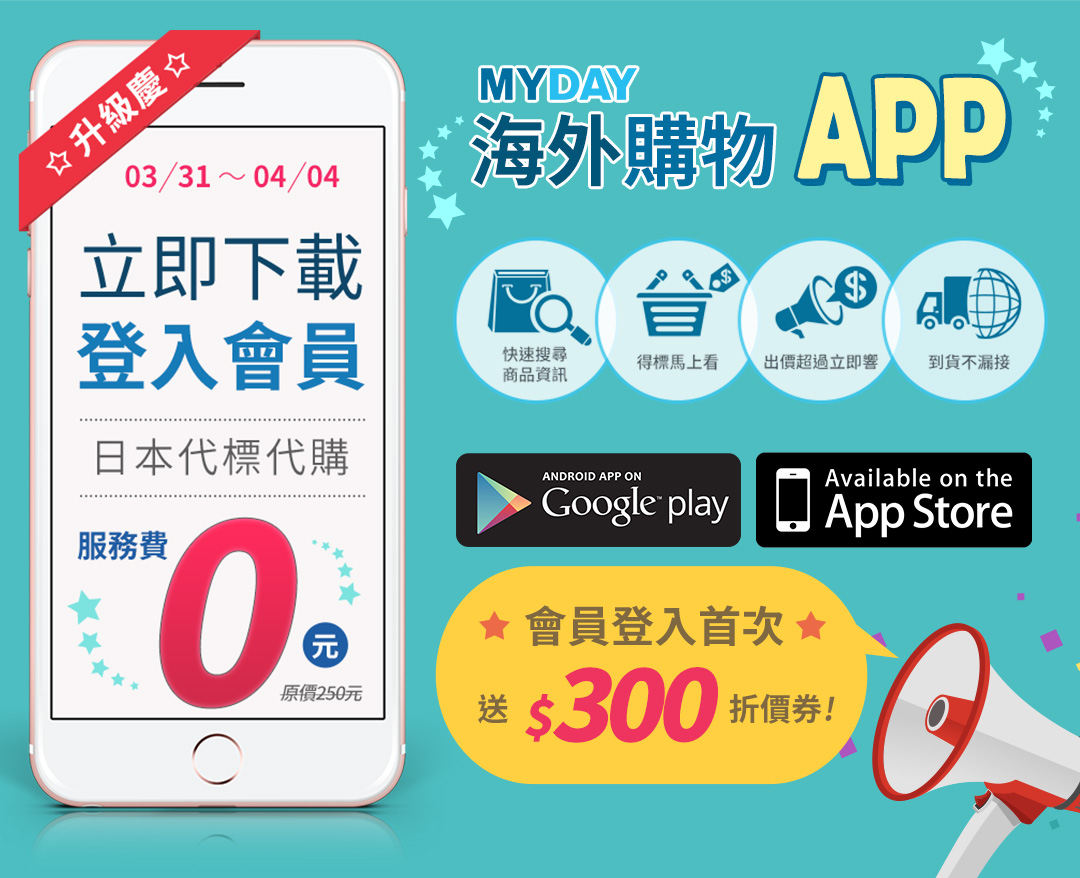 升級慶
03/31～04/04
立即下載
登入會員
日本代標代購
服務費
0
元
原價250元
MYDAY
海外購物 APP
快速搜尋
商品資訊
得標馬上看
出價超過立即響
到貨不漏接
ANDROID APP ON
Google play
Available on the
App Store
會員登入首次
送 $300 折價券!